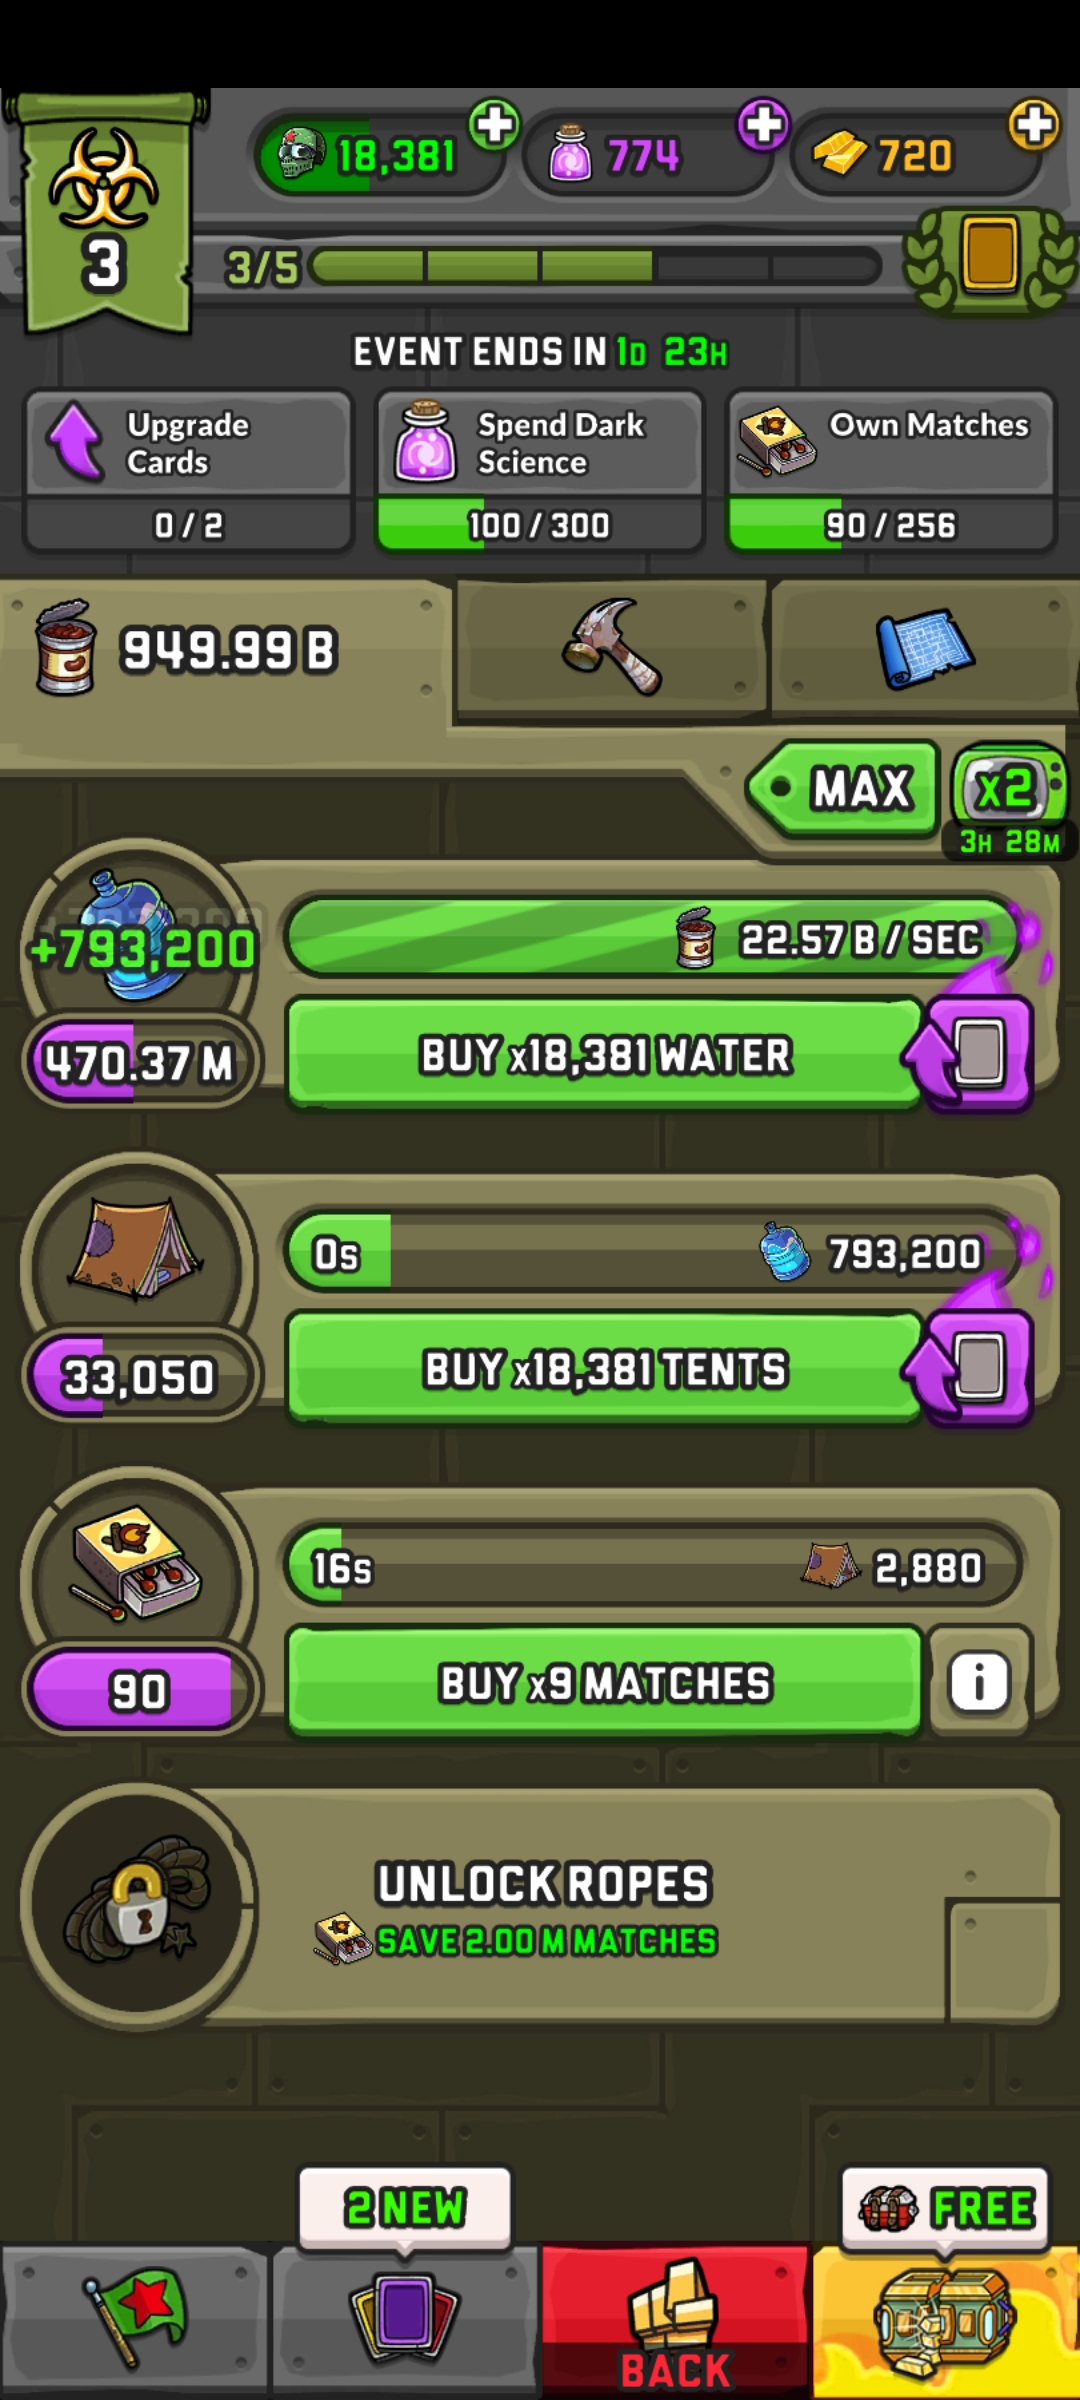 18,381
774
720
3
3/5
EVENT ENDS IN 1D 23H
Upgrade
Cards
0 / 2
Spend Dark
Science
100 / 300
Own Matches
90 / 256
949.99 B
MAX
x2
3H 28M
+793,200
22.57 B / SEC
470.37 M
BUY x18,381 WATER
0s
793,200
33,050
BUY x18,381 TENTS
16s
2,880
90
BUY x9 MATCHES
i
UNLOCK ROPES
SAVE 2.00 M MATCHES
2 NEW
FREE
BACK